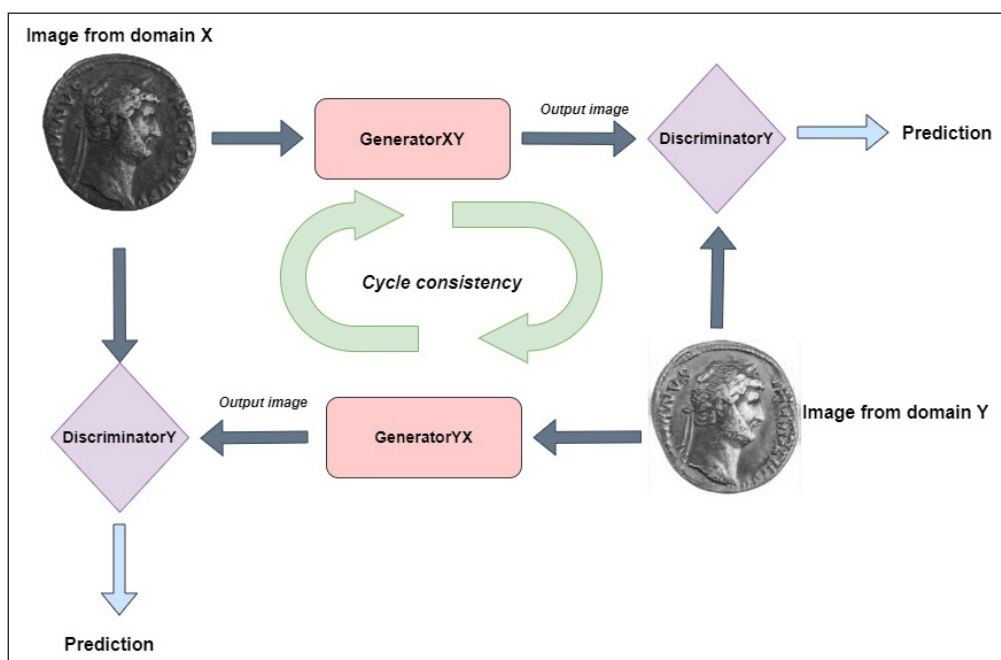 Image from domain X
GeneratorXY
Output image
DiscriminatorY
Prediction
Cycle consistency
Image from domain Y
GeneratorYX
Output image
DiscriminatorY
Prediction